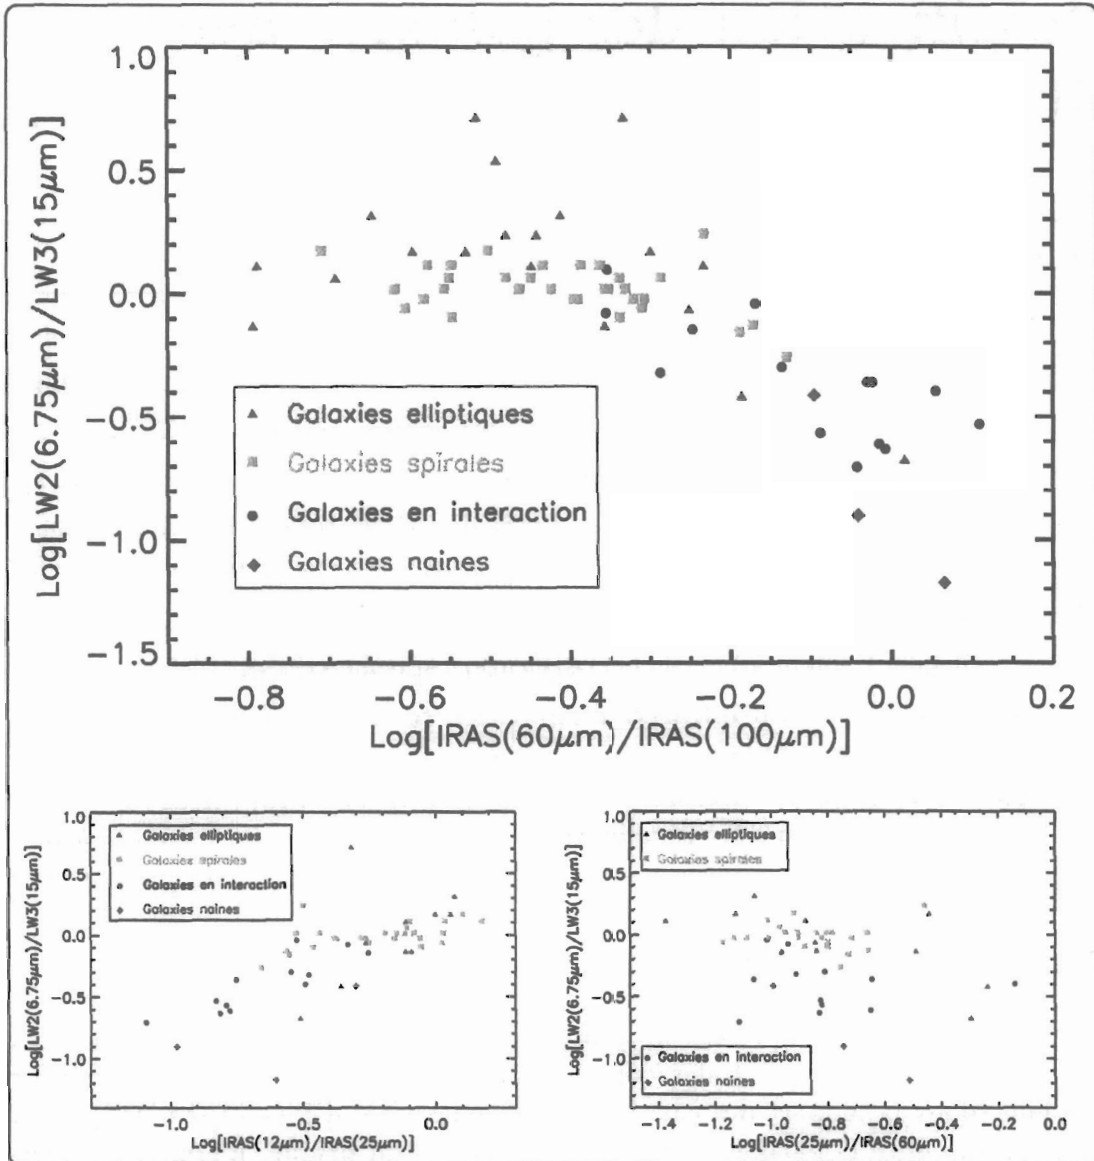 1.0
0.5
0.0
−0.5
−1.0
−1.5
Log[LW2(6.75μm)/LW3(15μm)]
Galaxies elliptiques
Galaxies spirales
Galaxies en interaction
Galaxies naines
−0.8 −0.6 −0.4 −0.2 0.0 0.2
Log[IRAS(60μm)/IRAS(100μm)]
1.0
0.5
0.0
−0.5
−1.0
Log[LW2(6.75μm)/LW3(15μm)]
Galaxies elliptiques
Galaxies spirales
Galaxies en interaction
Galaxies naines
−1.0 −0.5 0.0
Log[IRAS(12μm)/IRAS(25μm)]
1.0
0.5
0.0
−0.5
−1.0
Log[LW2(6.75μm)/LW3(15μm)]
Galaxies elliptiques
Galaxies spirales
Galaxies en interaction
Galaxies naines
−1.4 −1.2 −1.0 −0.8 −0.6 −0.4 −0.2 0.0
Log[IRAS(25μm)/IRAS(60μm)]